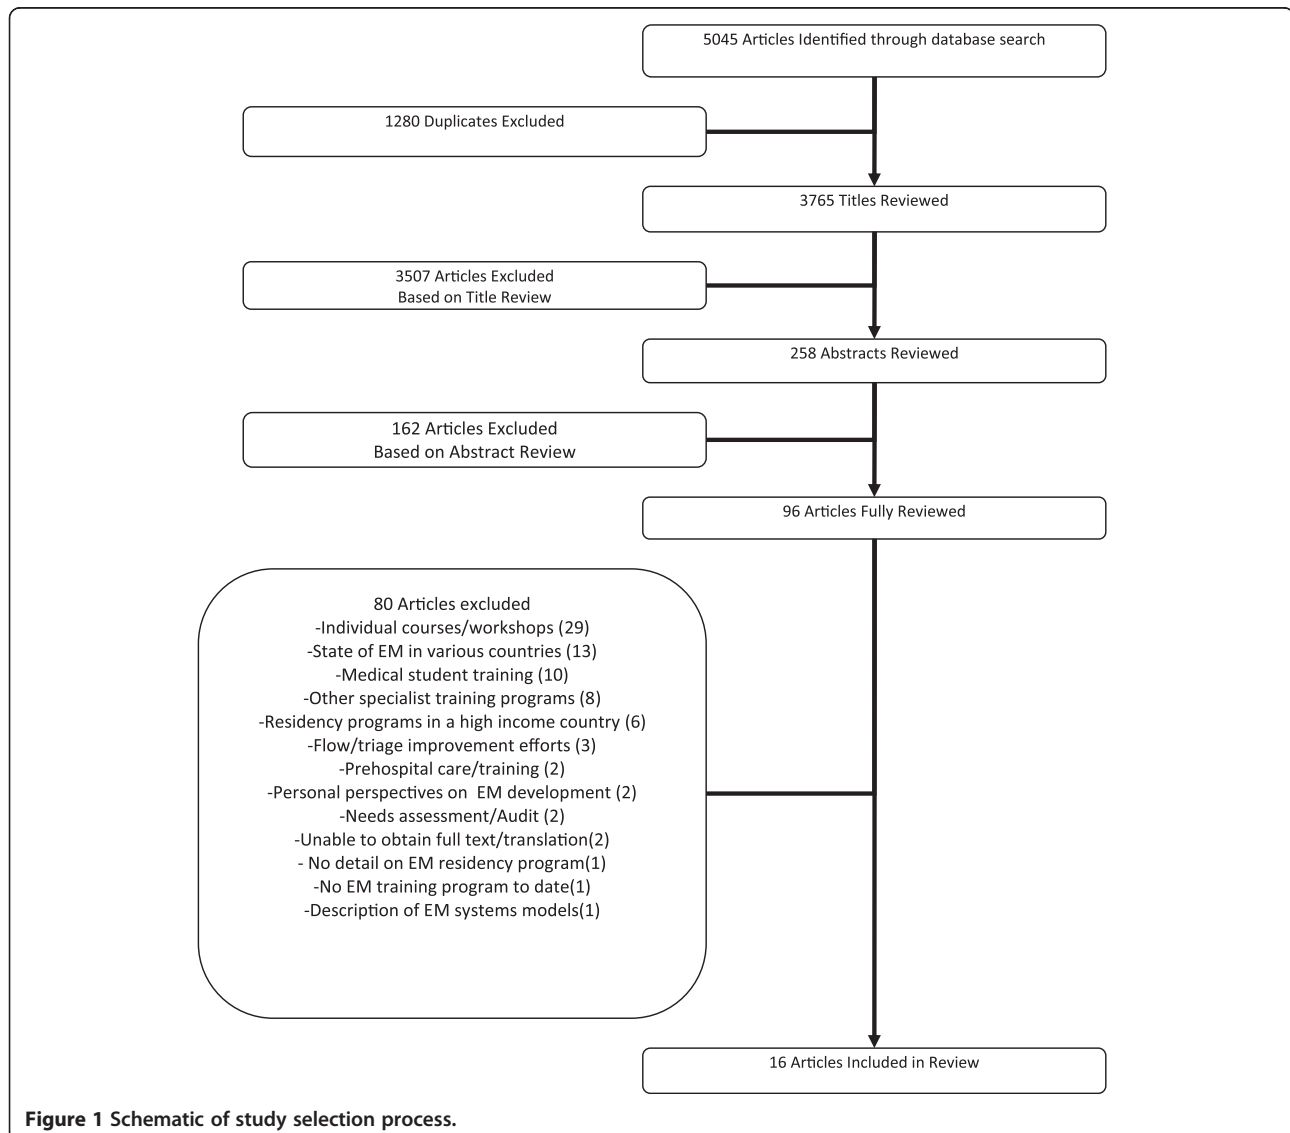 5045 Articles Identified through database search
1280 Duplicates Excluded
3765 Titles Reviewed
3507 Articles Excluded
Based on Title Review
258 Abstracts Reviewed
162 Articles Excluded
Based on Abstract Review
96 Articles Fully Reviewed
80 Articles excluded
-Individual courses/workshops (29)
-State of EM in various countries (13)
-Medical student training (10)
-Other specialist training programs (8)
-Residency programs in a high income country (6)
-Flow/triage improvement efforts (3)
-Prehospital care/training (2)
-Personal perspectives on  EM development (2)
-Needs assessment/Audit (2)
-Unable to obtain full text/translation(2)
- No detail on EM residency program(1)
-No EM training program to date(1)
-Description of EM systems models(1)
16 Articles Included in Review
Figure 1 Schematic of study selection process.